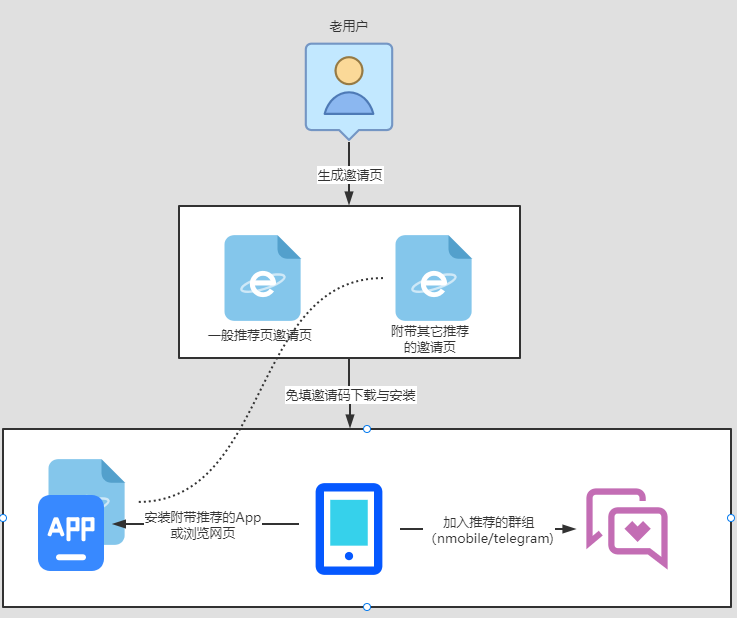 老用户
生成邀请页
e
e
一般推荐页邀请页
附带其它推荐
的邀请页
免填邀请码下载与安装
APP
安装附带推荐的App
或浏览网页
加入推荐的群组
(nmobile/telegram)